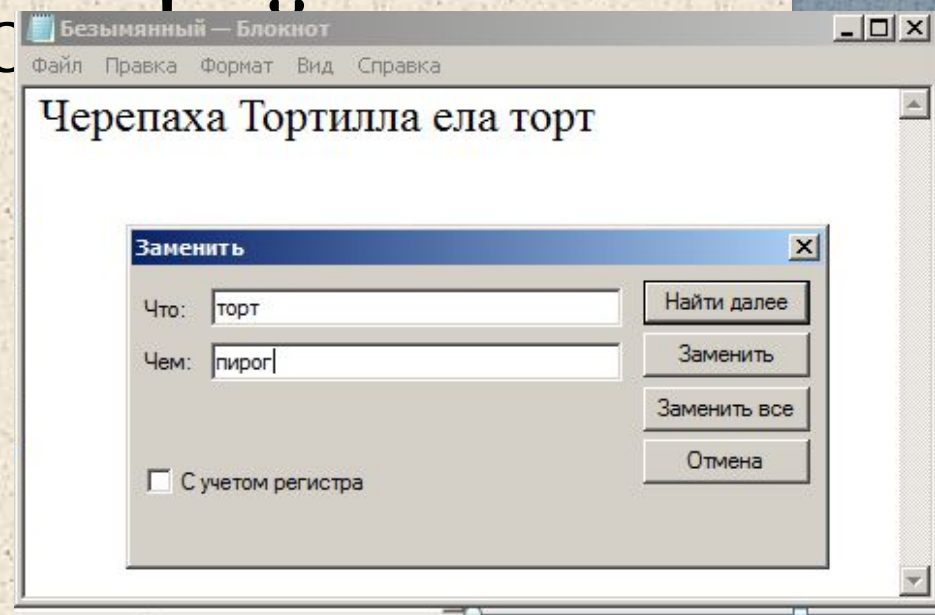 Безымянный — Блокнот
Файл Правка Формат Вид Справка
Черепаха Тортилла ела торт
Заменить
Что: торт
Найти далее
Чем: пирог
Заменить
Заменить все
Отмена
С учетом регистра